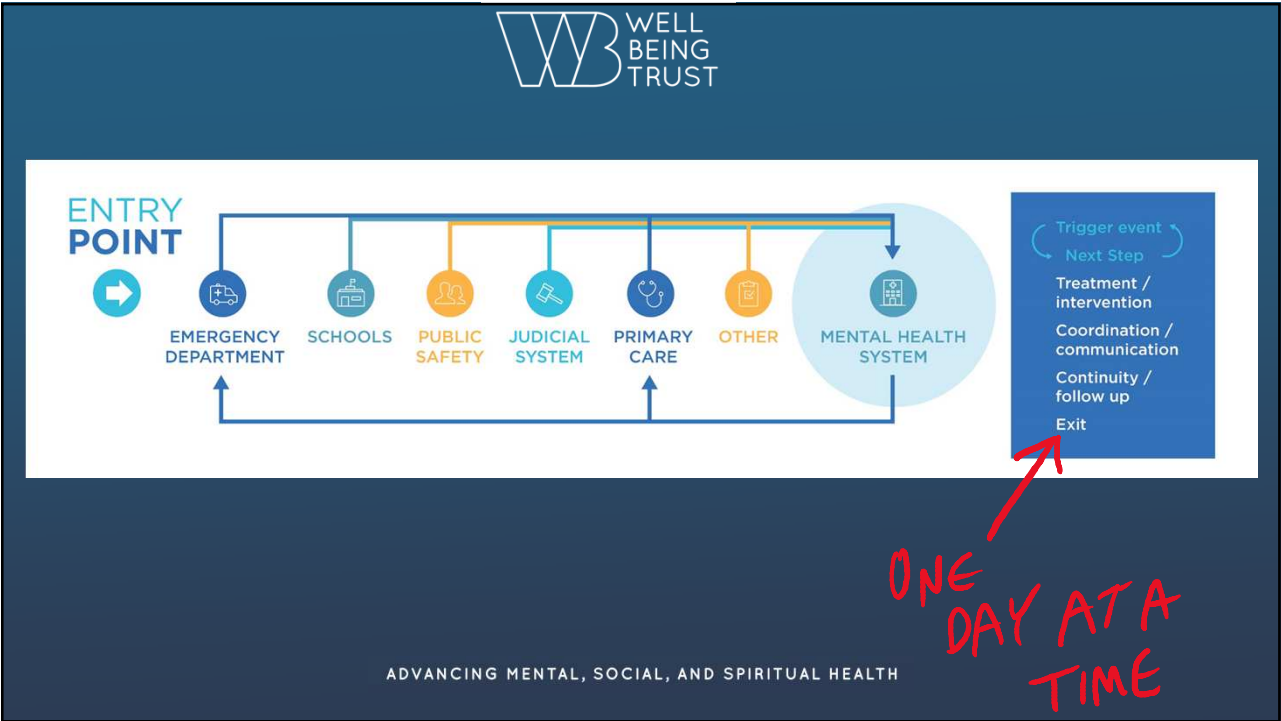 WELL
BEING
TRUST
ENTRY
POINT
EMERGENCY
DEPARTMENT
SCHOOLS
PUBLIC
SAFETY
JUDICIAL
SYSTEM
PRIMARY
CARE
OTHER
MENTAL HEALTH
SYSTEM
Trigger event
Next Step
Treatment /
intervention
Coordination /
communication
Continuity /
follow up
Exit
ONE
DAY AT A
TIME
ADVANCING MENTAL, SOCIAL, AND SPIRITUAL HEALTH